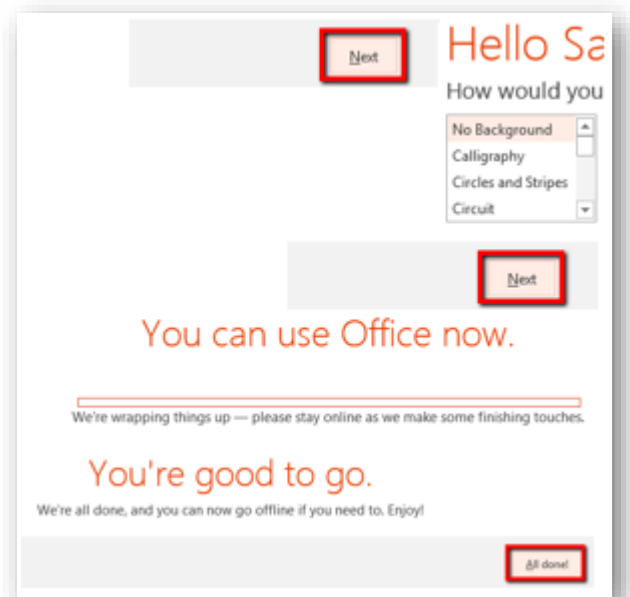 Next
Hello Sa
How would you
No Background
Calligraphy
Circles and Stripes
Circuit
Next
You can use Office now.
We're wrapping things up — please stay online as we make some finishing touches.
You're good to go.
We're all done, and you can now go offline if you need to. Enjoy!
All done!